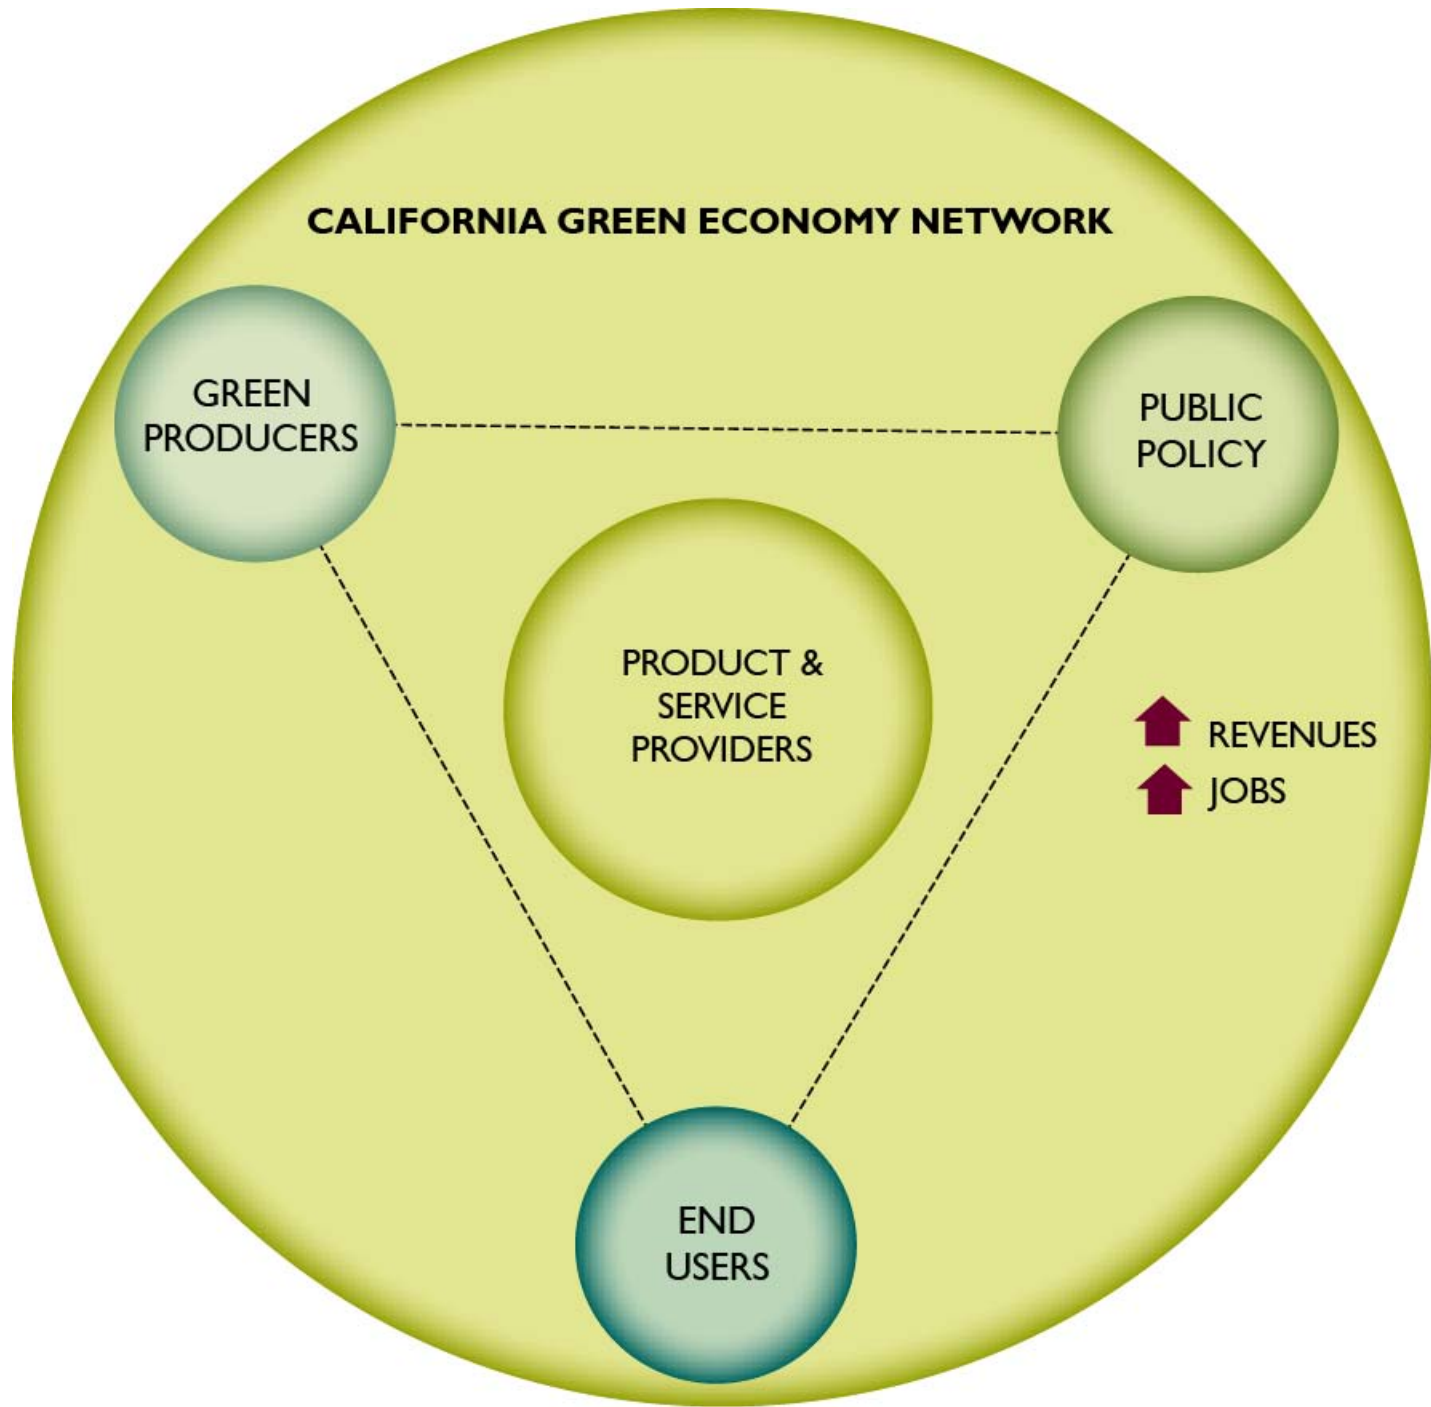 CALIFORNIA GREEN ECONOMY NETWORK
GREEN
PRODUCERS
PUBLIC
POLICY
PRODUCT &
SERVICE
PROVIDERS
REVENUES
JOBS
END
USERS